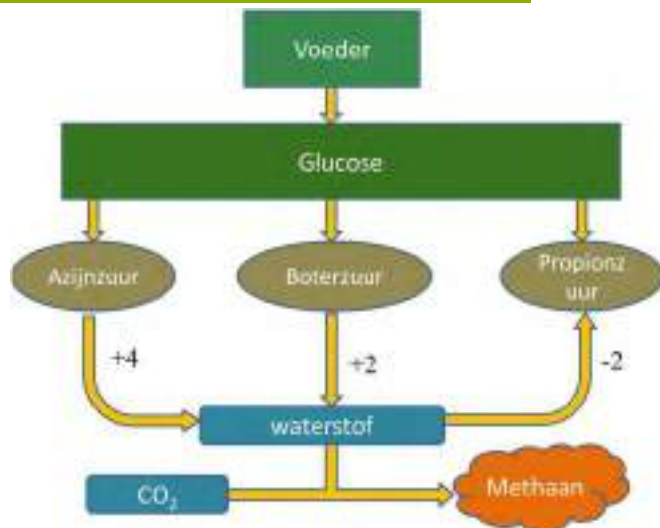 Voeder
Glucose
Azijnzuur
Boterzuur
Propionz
uur
+4
+2
-2
waterstof
CO₂
Methaan